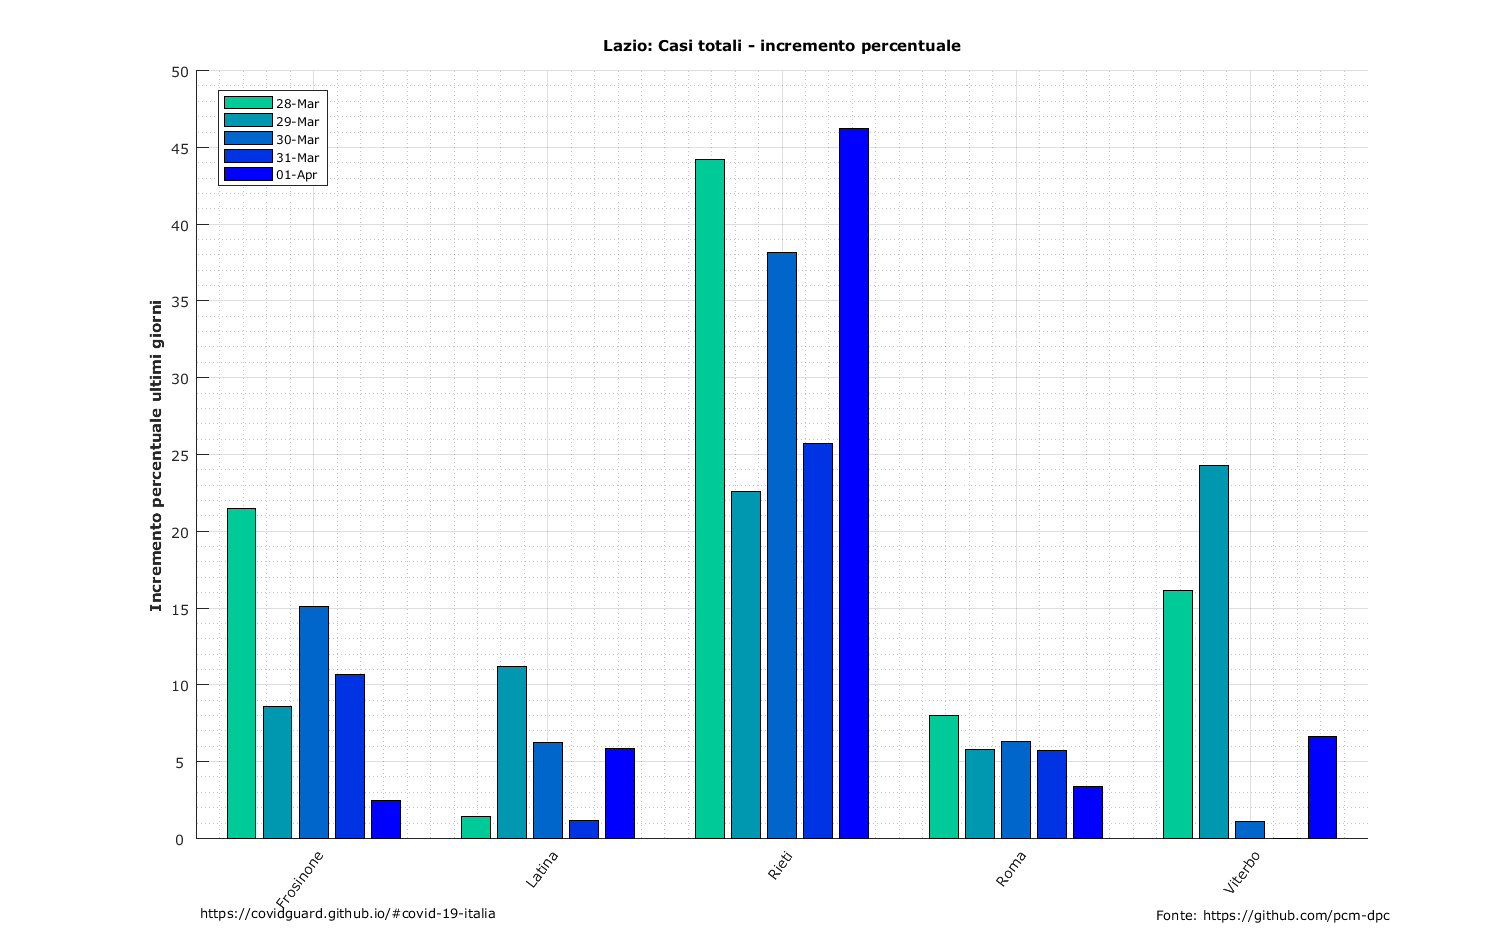 Lazio: Casi totali - incremento percentuale
50
45
40
35
30
25
20
15
10
5
0
Incremento percentuale ultimi giorni
28-Mar
29-Mar
30-Mar
31-Mar
01-Apr
Frosinone
Latina
Rieti
Roma
Viterbo
https://covidguard.github.io/#covid-19-italia
Fonte: https://github.com/pcm-dpc